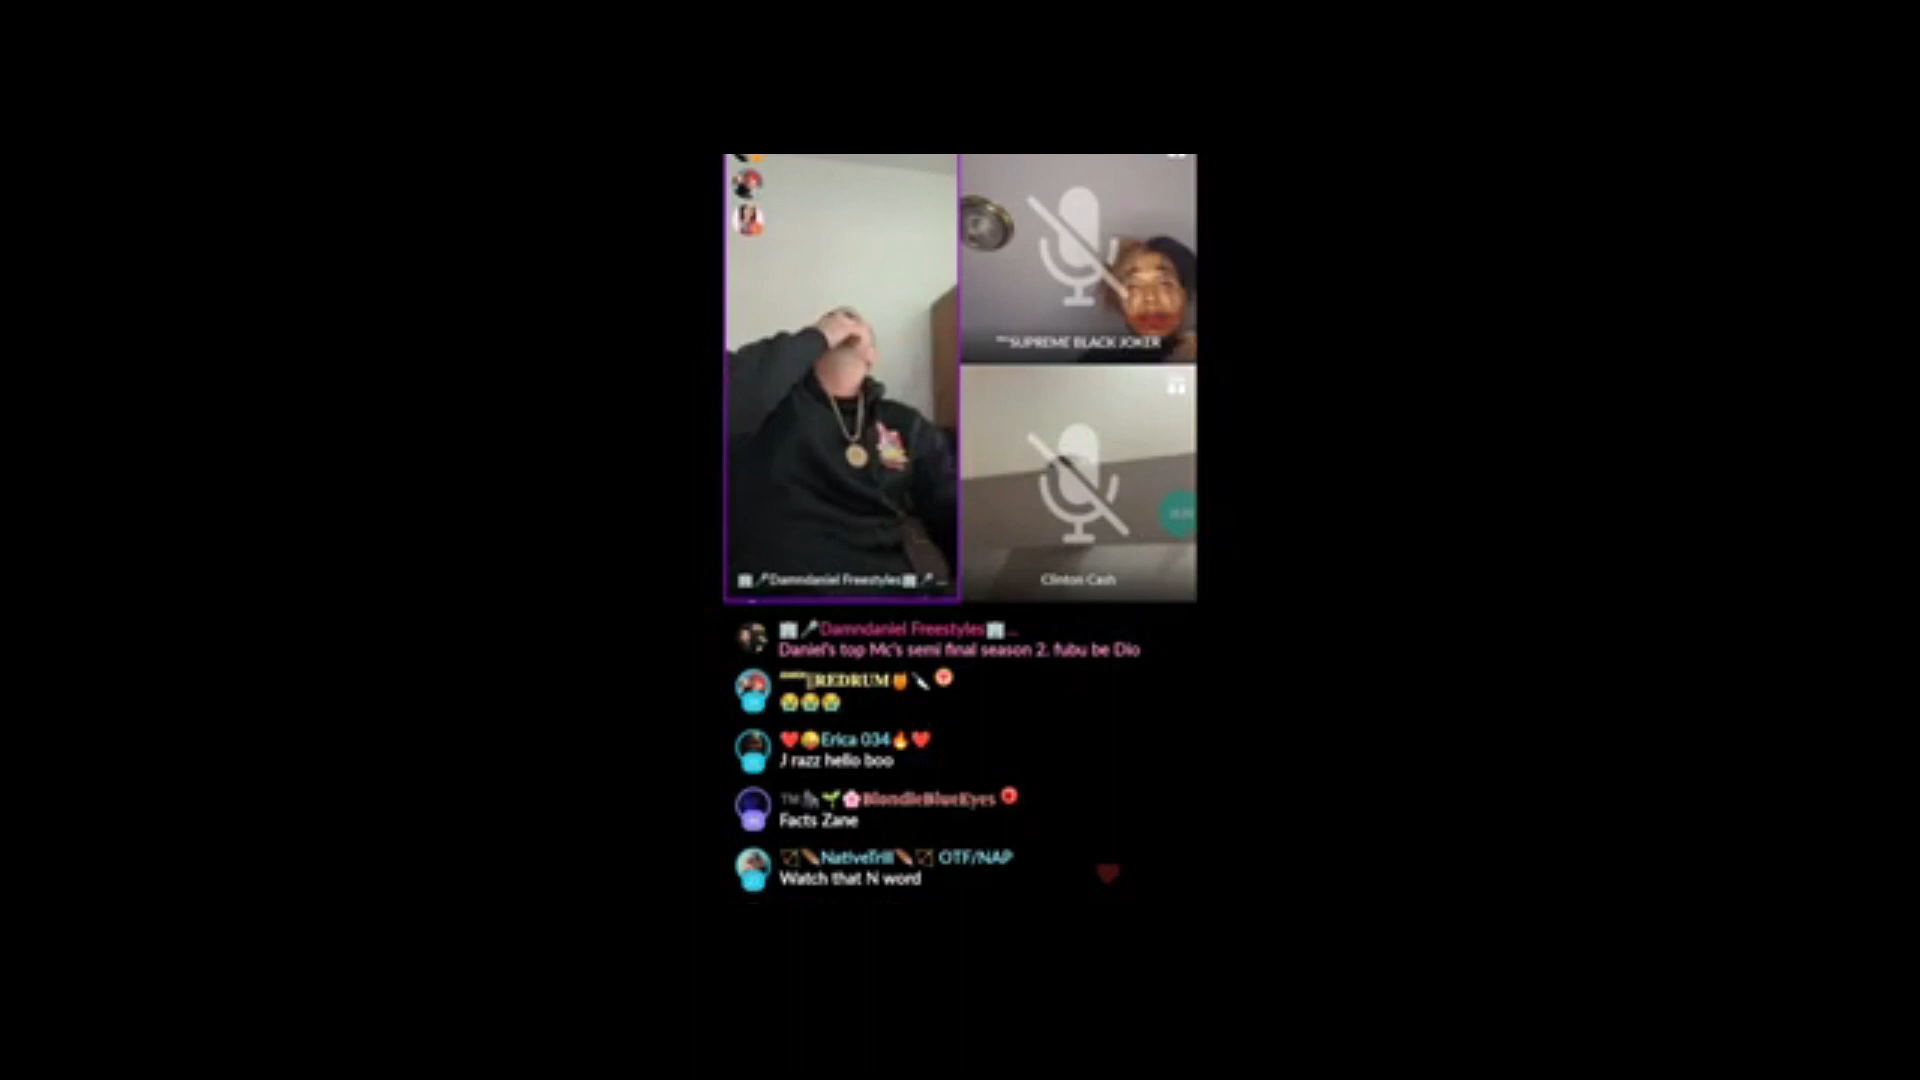 SUPREME BLACK JOKER
🏢🎤Damndaniel Freestyles🏢🎤...
Clinton Cash
🏢🎤Damndaniel Freestyles🏢...
Daniel's top Mc's semi final season 2. fubu be Dio
REDRUM👹🔪
😭😭😭
❤️😜Erica 034🔥❤️
J razz hello boo
🌱🌸BlondieBlueEyes
Facts Zane
🏹🪶NativeTrill🪶🏹 OTF/NAP
Watch that N word